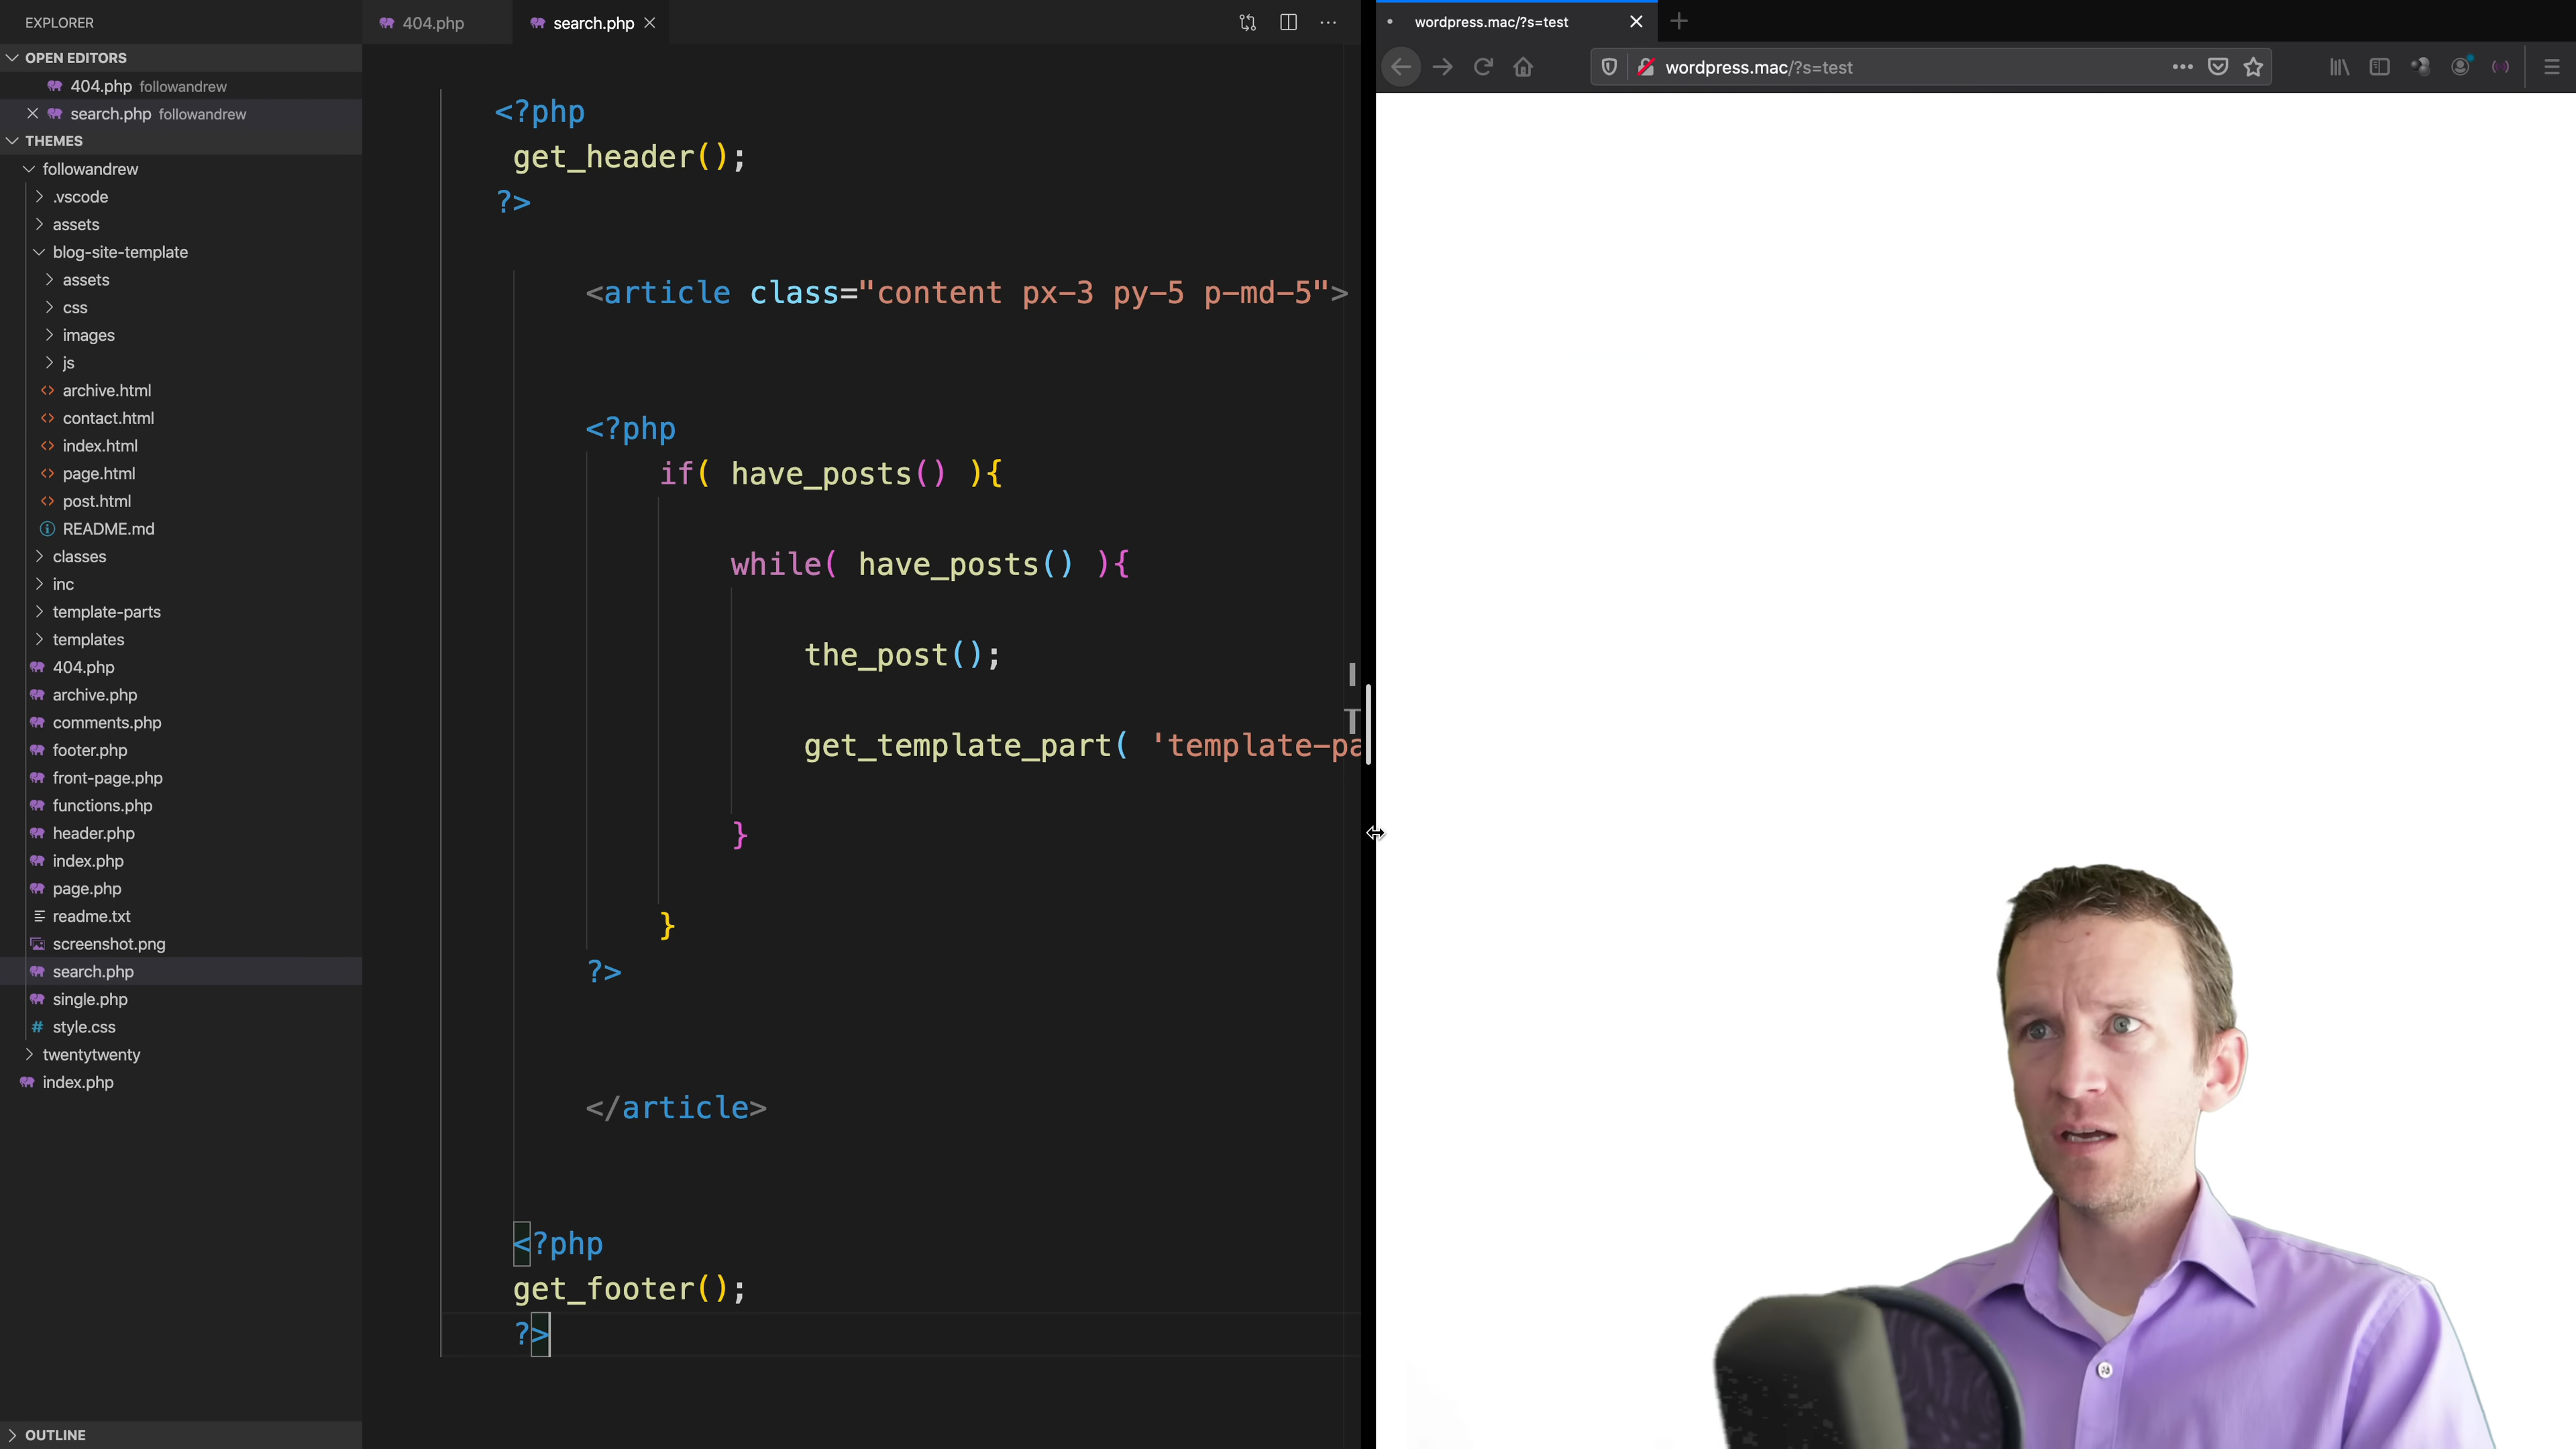 EXPLORER
OPEN EDITORS
404.php followandrew
search.php followandrew
THEMES
followandrew
.vscode
assets
blog-site-template
assets
css
images
js
archive.html
contact.html
index.html
page.html
post.html
README.md
classes
inc
template-parts
templates
404.php
archive.php
comments.php
footer.php
front-page.php
functions.php
header.php
index.php
page.php
readme.txt
screenshot.png
search.php
single.php
style.css
twentytwenty
index.php
OUTLINE
404.php
search.php
<?php
get_header();
?>
<article class="content px-3 py-5 p-md-5">
<?php
if( have_posts() ){
while( have_posts() ){
the_post();
get_template_part( 'template-pa
}
}
?>
</article>
<?php
get_footer();
?>
wordpress.mac/?s=test
wordpress.mac/?s=test